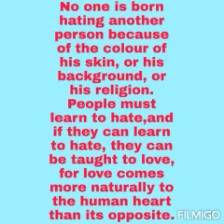 No one is born
hating another
person because
of the colour of
his skin, or his
background, or
his religion.
People must
learn to hate,and
if they can learn
to hate, they can
be taught to love,
for love comes
more naturally to
the human heart
than its opposite.
FILMIGO